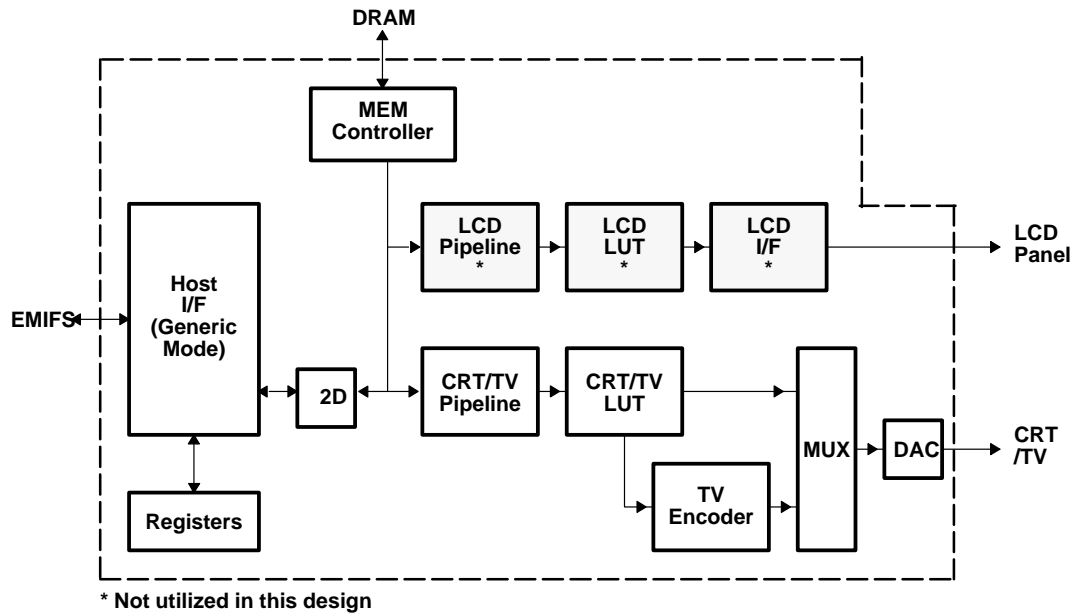 DRAM
MEM
Controller
LCD
Pipeline
*
LCD
LUT
*
LCD
I/F
*
LCD
Panel
Host
I/F
(Generic
Mode)
EMIFS
2D
CRT/TV
Pipeline
CRT/TV
LUT
MUX
DAC
CRT
/TV
TV
Encoder
Registers
* Not utilized in this design